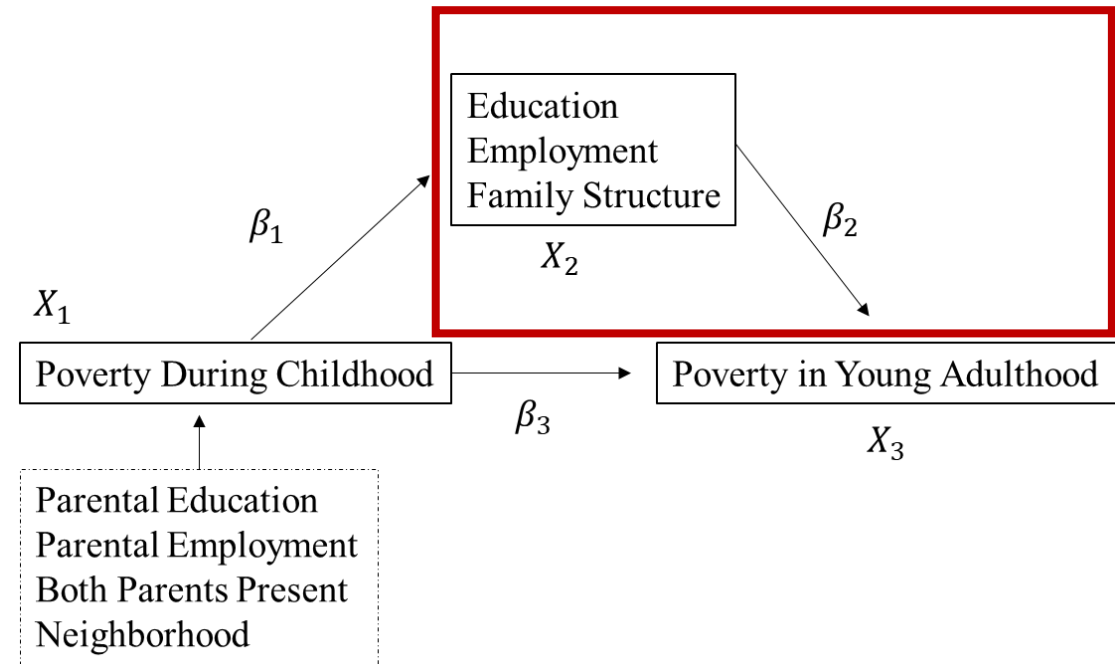 Education
Employment
Family Structure
β₁
X₂
β₂
X₁
Poverty During Childhood
Poverty in Young Adulthood
β₃
X₃
Parental Education
Parental Employment
Both Parents Present
Neighborhood